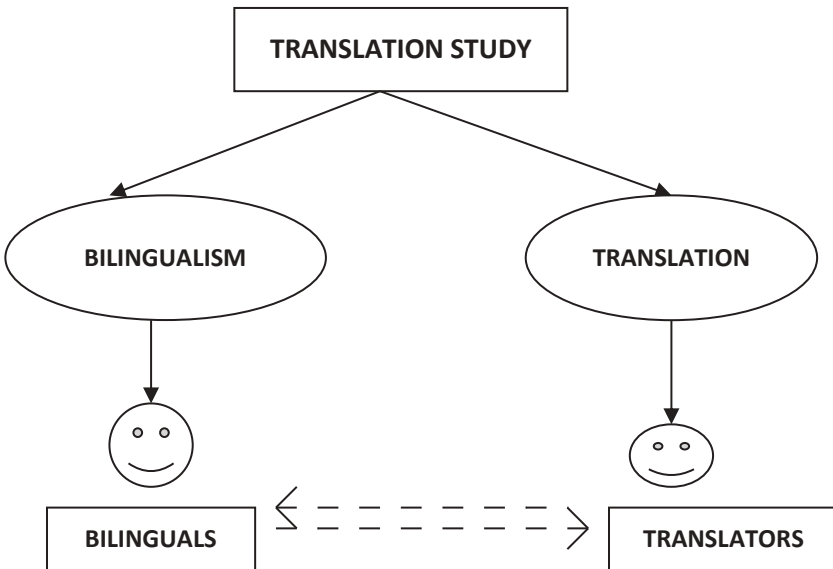 TRANSLATION STUDY
BILINGUALISM
TRANSLATION
BILINGUALS
TRANSLATORS